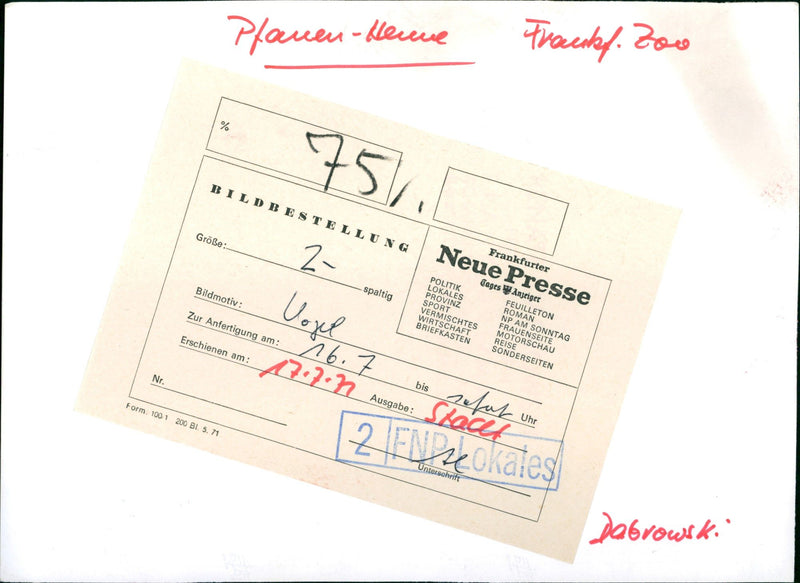 Pfauen-Henne Frankf. Zoo
%
75%
BILDBESTELLUNG
Größe: 2- spaltig
Bildmotiv: Vogel
Zur Anfertigung am: 16.7 bis sofort Uhr
Erschienen am: 17.7.71 Ausgabe: Stadt
Nr.
Unterschrift
Form. 100-1 200 Bl. 5. 71
Frankfurter
Neue Presse
Tages Anzeiger
POLITIK
LOKALES
PROVINZ
SPORT
VERMISCHTES
WIRTSCHAFT
BRIEFKASTEN
FEUILLETON
ROMAN
NP AM SONNTAG
FRAUENSEITE
MOTORSCHAU
REISE
SONDERSEITEN
2 FNP Lokales
Dabrowski